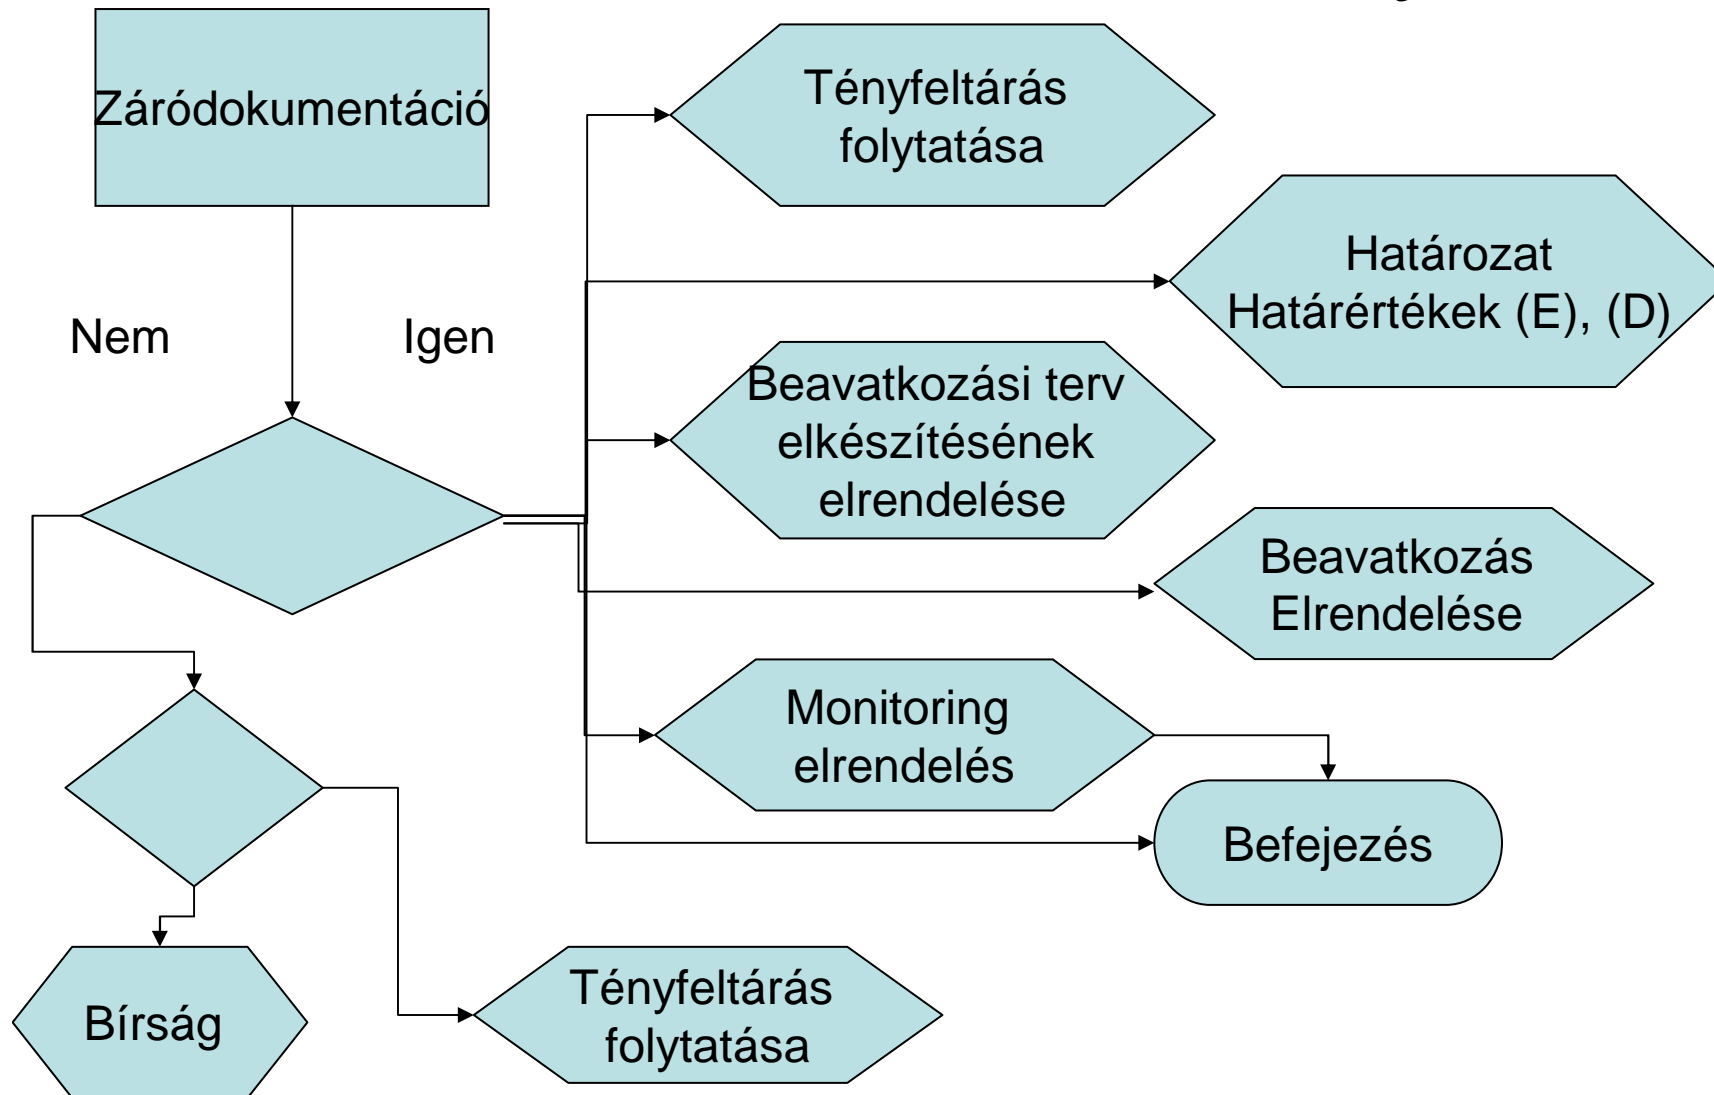 Záródokumentáció
Tényfeltárás
folytatása
Határozat
Határértékek (E), (D)
Nem
Igen
Beavatkozási terv
elkészítésének
elrendelése
Beavatkozás
Elrendelése
Monitoring
elrendelés
Befejezés
Bírság
Tényfeltárás
folytatása